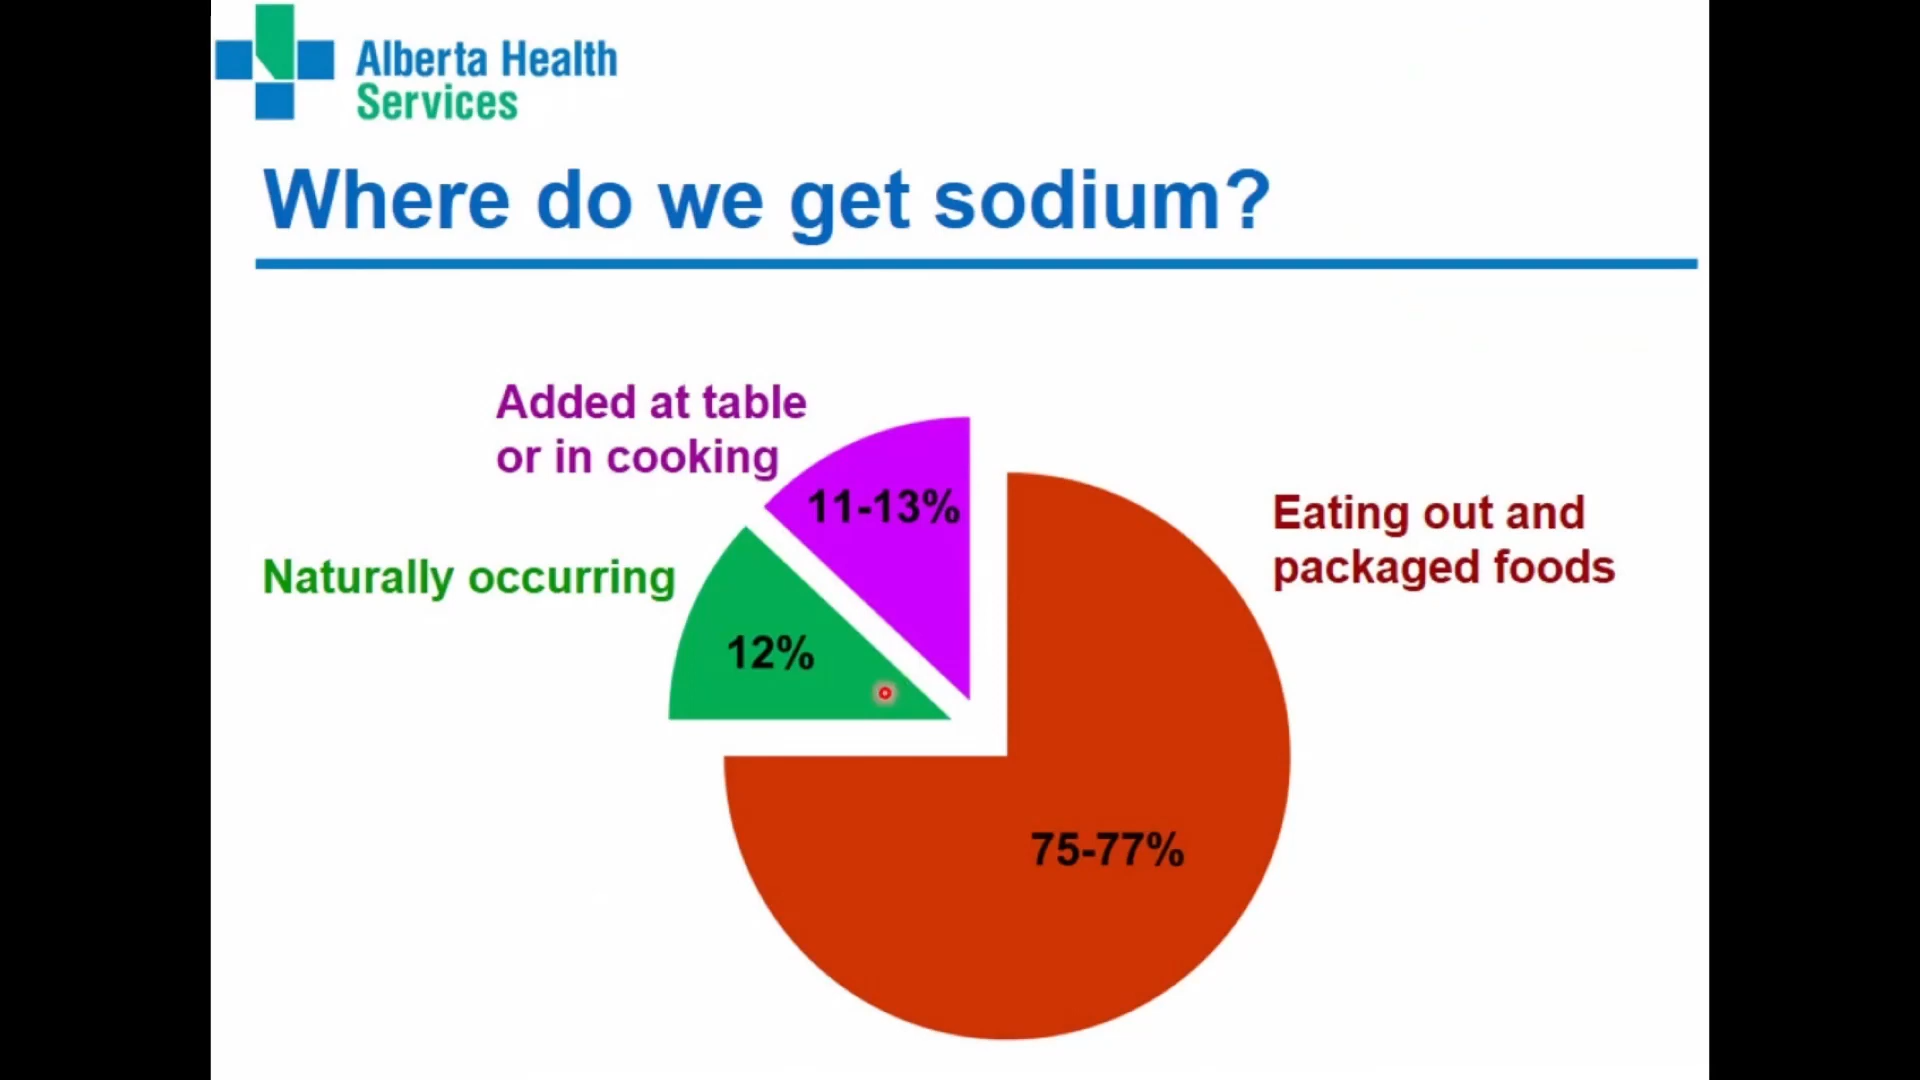 Alberta Health
Services
Where do we get sodium?
Added at table
or in cooking
11-13%
Naturally occurring
12%
Eating out and
packaged foods
75-77%